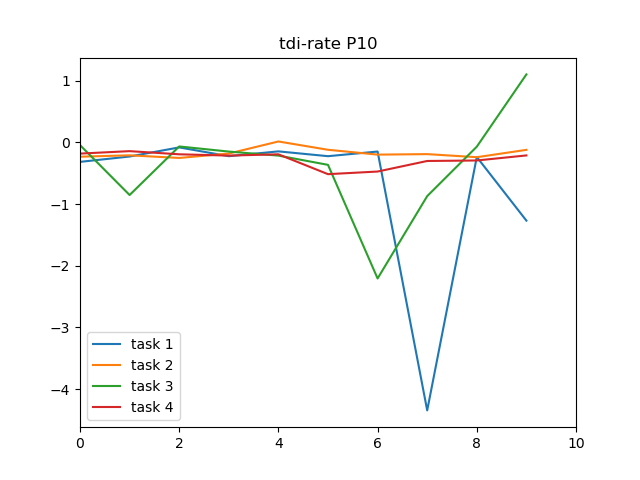 tdi-rate P10
1
0
−1
−2
−3
−4
task 1
task 2
task 3
task 4
0 2 4 6 8 10